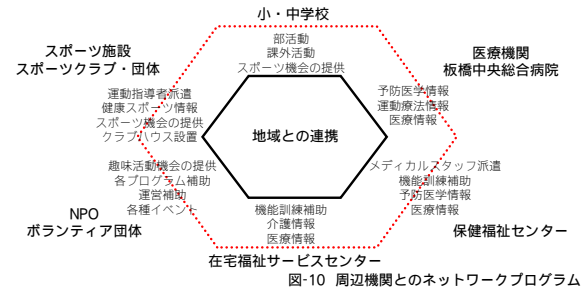 小・中学校
部活動
課外活動
スポーツ機会の提供
スポーツ施設
スポーツクラブ・団体
運動指導者派遣
健康スポーツ情報
スポーツ機会の提供
クラブハウス設置
医療機関
板橋中央総合病院
予防医学情報
運動療法情報
医療情報
地域との連携
趣味活動機会の提供
各プログラム補助
運営補助
各種イベント
NPO
ボランティア団体
メディカルスタッフ派遣
機能訓練補助
予防医学情報
医療情報
保健福祉センター
機能訓練補助
介護情報
医療情報
在宅福祉サービスセンター
図-10 周辺機関とのネットワークプログラム